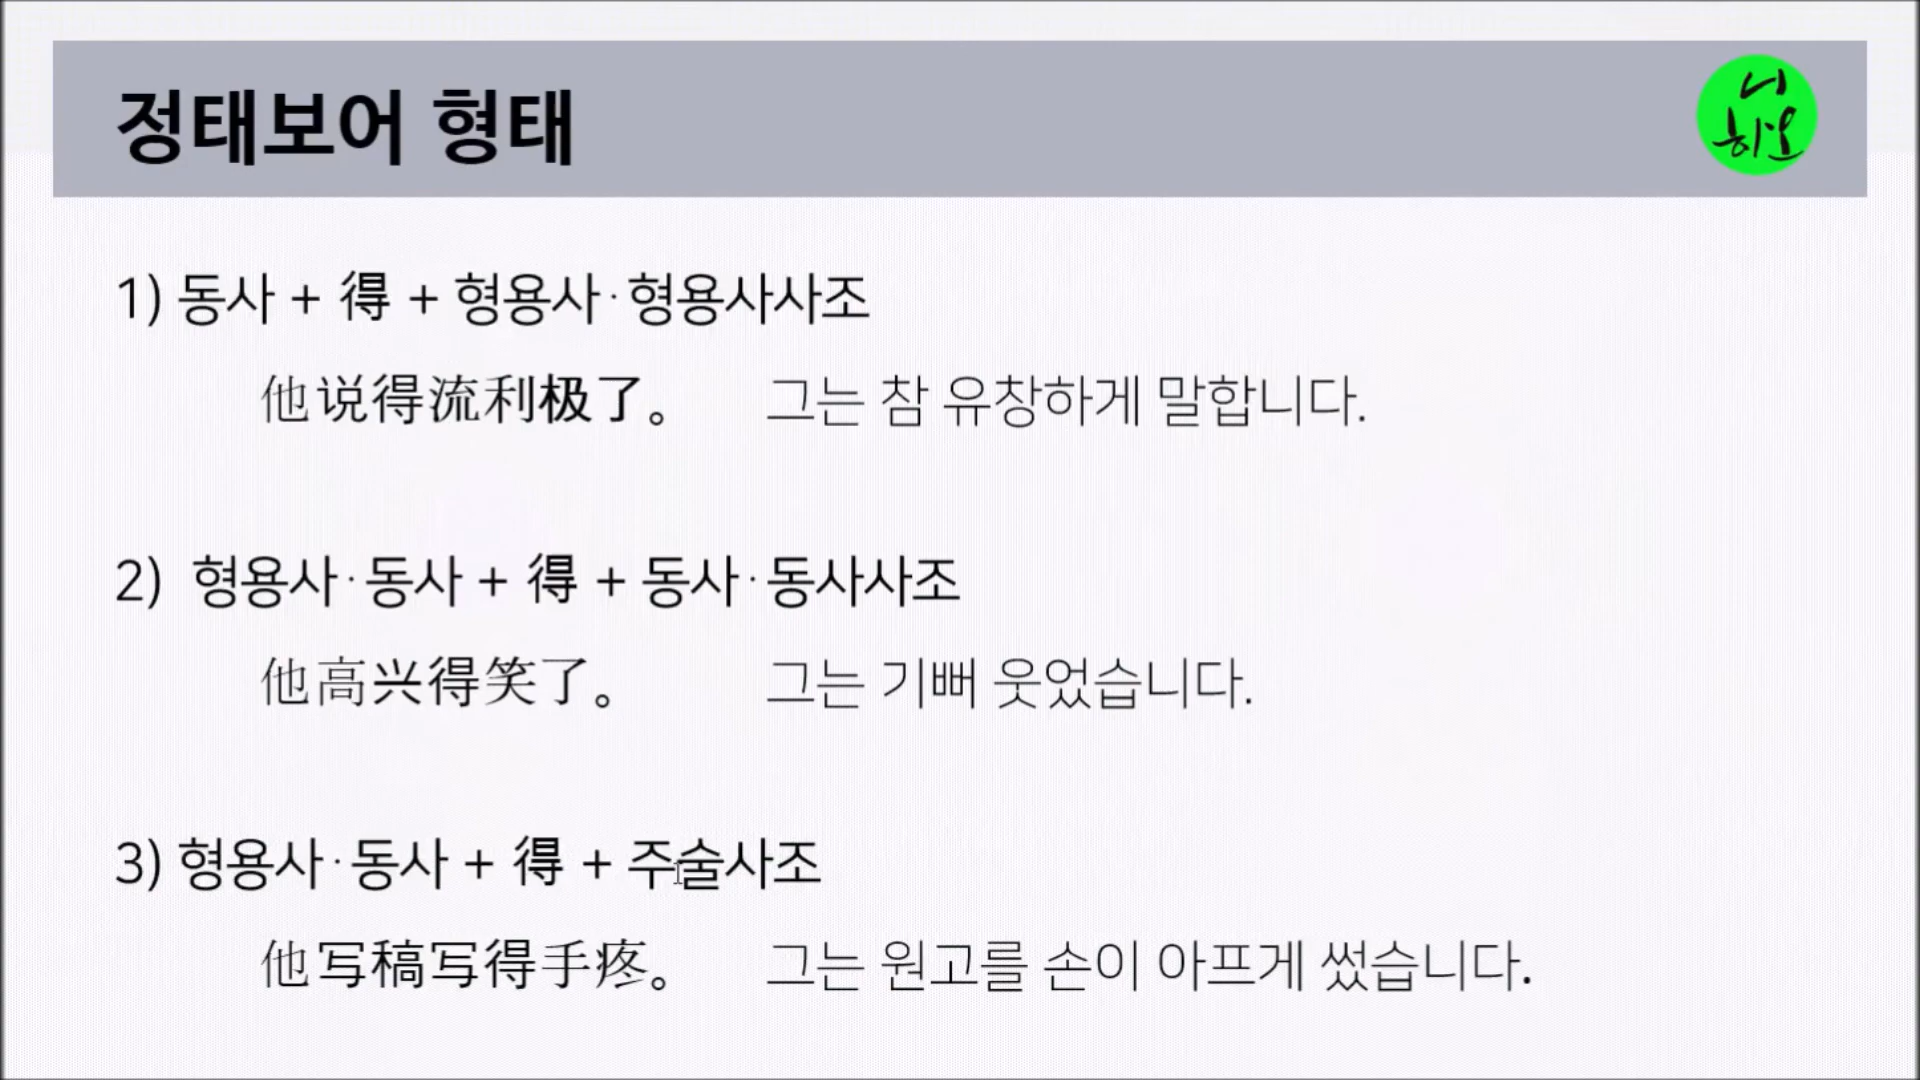 정태보어 형태
니
하오
1) 동사 + 得 + 형용사·형용사사조
他说得流利极了。 그는 참 유창하게 말합니다.
2) 형용사·동사 + 得 + 동사·동사사조
他高兴得笑了。 그는 기뻐 웃었습니다.
3) 형용사·동사 + 得 + 주술사조
他写稿写得手疼。 그는 원고를 손이 아프게 썼습니다.